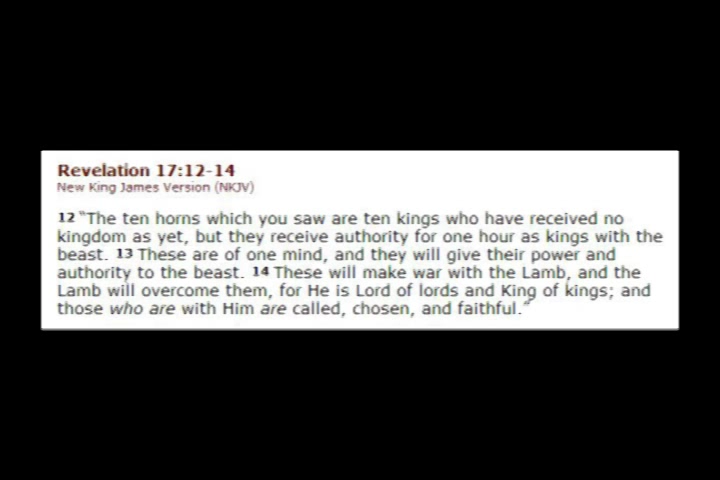 Revelation 17:12-14
New King James Version (NKJV)
12 "The ten horns which you saw are ten kings who have received no
kingdom as yet, but they receive authority for one hour as kings with the
beast. 13 These are of one mind, and they will give their power and
authority to the beast. 14 These will make war with the Lamb, and the
Lamb will overcome them, for He is Lord of lords and King of kings; and
those who are with Him are called, chosen, and faithful."